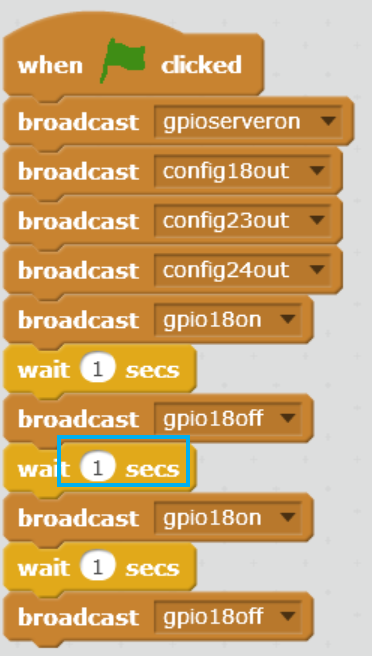 when clicked
broadcast gpioserveron
broadcast config18out
broadcast config23out
broadcast config24out
broadcast gpio18on
wait 1 secs
broadcast gpio18off
wait 1 secs
broadcast gpio18on
wait 1 secs
broadcast gpio18off